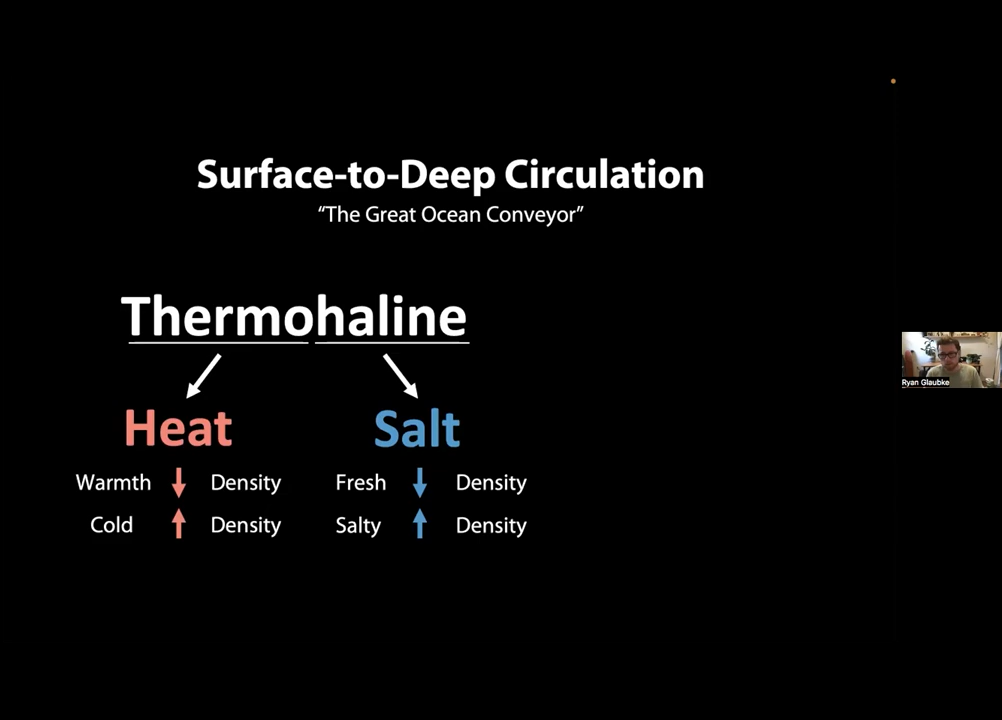 Surface-to-Deep Circulation
“The Great Ocean Conveyor”
Thermohaline
Heat Salt
Warmth Density Fresh Density
Cold Density Salty Density
Ryan Glaubke